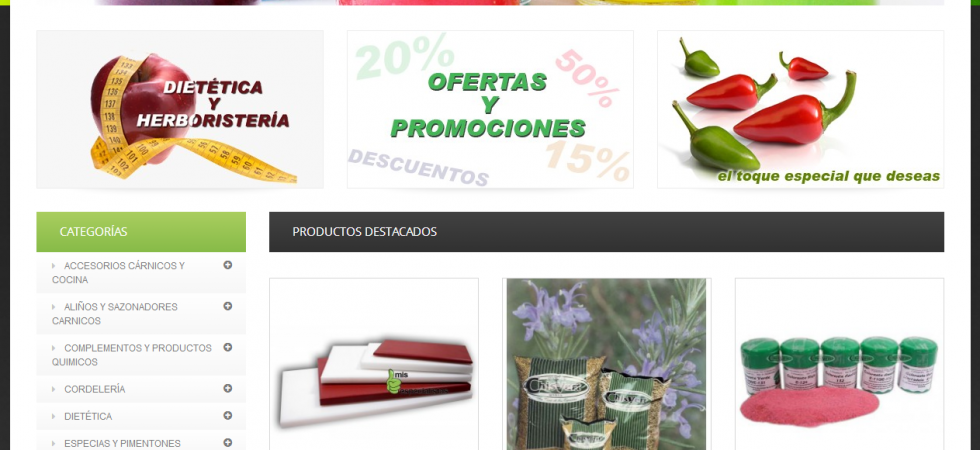 DIETÉTICA
Y
HERBORISTERÍA
20%
50%
OFERTAS
Y
PROMOCIONES
DESCUENTOS
15%
el toque especial que deseas
CATEGORÍAS
ACCESORIOS CÁRNICOS Y
COCINA
ALIÑOS Y SAZONADORES
CARNICOS
COMPLEMENTOS Y PRODUCTOS
QUIMICOS
CORDELERÍA
DIETÉTICA
ESPECIAS Y PIMENTONES
PRODUCTOS DESTACADOS
mis